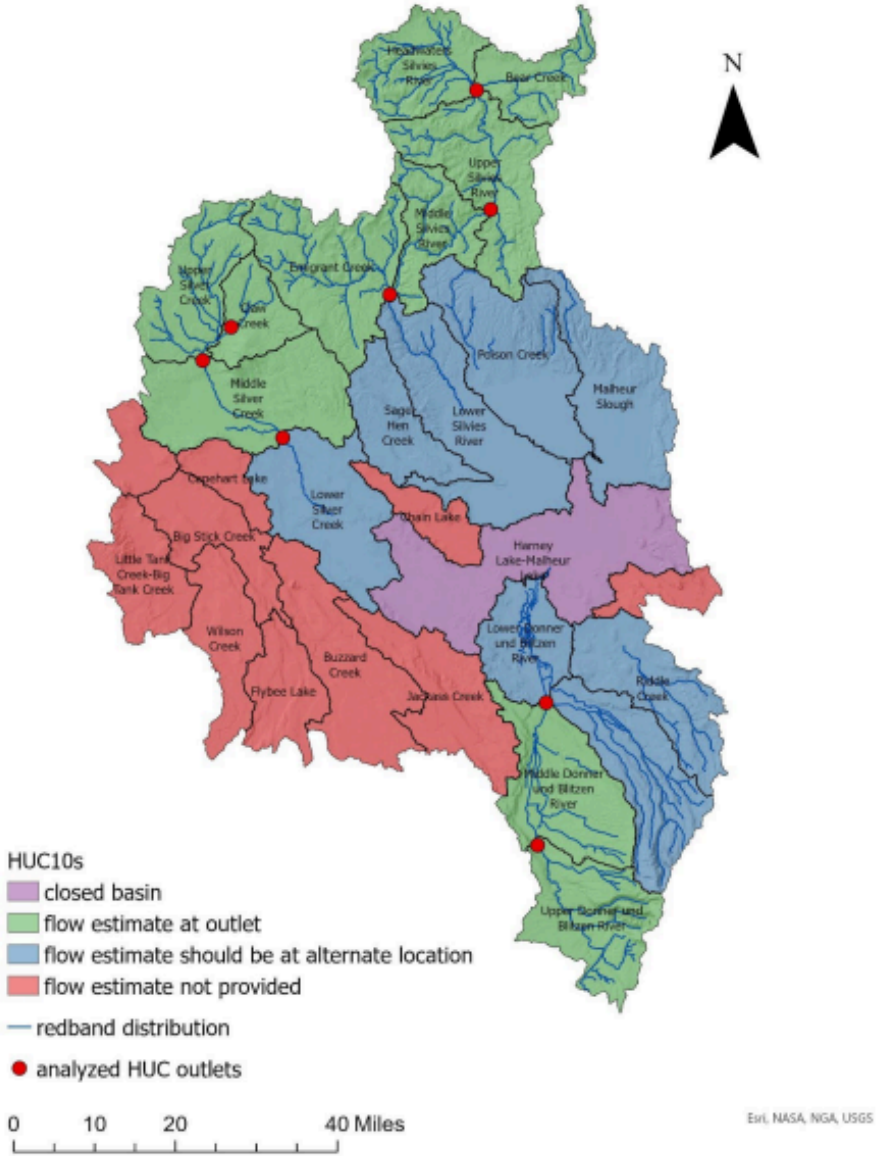 Headwaters
Silvies
River
Bear Creek
N
Upper
Silvies
River
Middle
Silvies
River
Emigrant Creek
Upper
Silver
Creek
Claw
Creek
Poison Creek
Middle
Silver
Creek
Malheur
Slough
Sage
Hen
Creek
Lower
Silvies
River
Capehart Lake
Lower
Silver
Creek
Chain Lake
Big Stick Creek
Harney
Lake-Malheur
Lake
Little Tank
Creek-Big
Tank Creek
Wilson
Creek
Lower Donner
und Blitzen
River
Buzzard
Creek
Flybee Lake
Jackass Creek
Riddle
Creek
Middle Donner
und Blitzen
River
Upper Donner und
Blitzen River
HUC10s
closed basin
flow estimate at outlet
flow estimate should be at alternate location
flow estimate not provided
redband distribution
analyzed HUC outlets
0 10 20 40 Miles
Esri, NASA, NGA, USGS